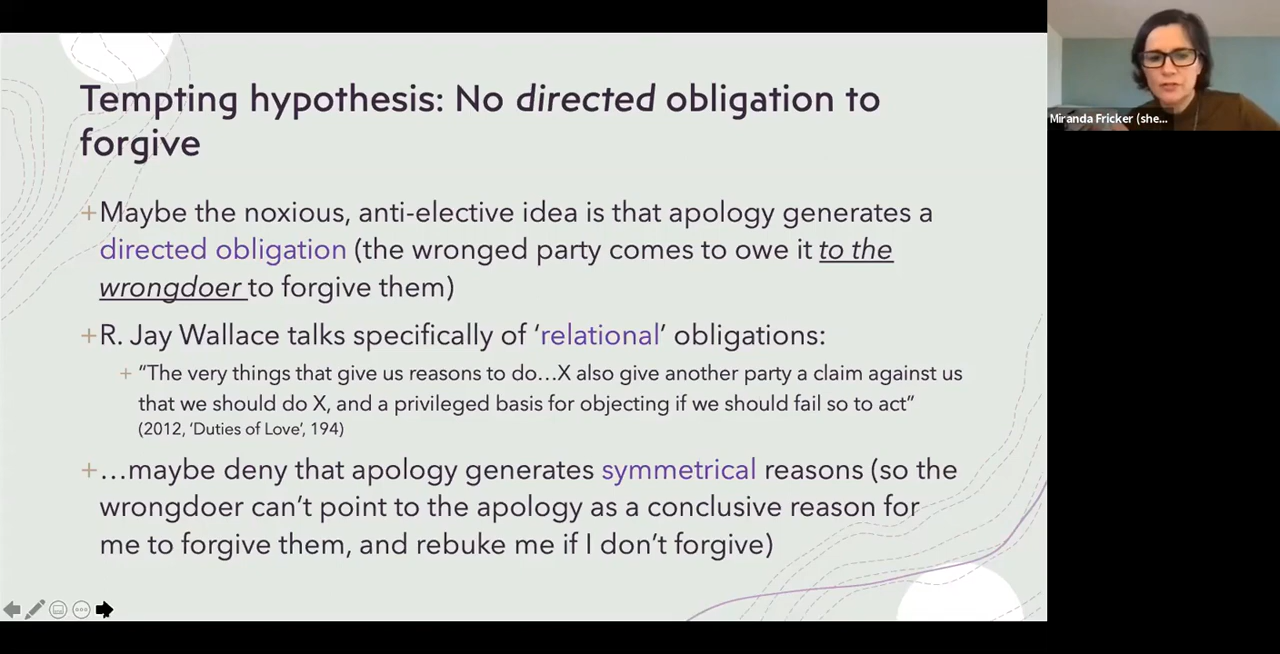 Tempting hypothesis: No directed obligation to
forgive
+Maybe the noxious, anti-elective idea is that apology generates a
directed obligation (the wronged party comes to owe it to the
wrongdoer to forgive them)
+R. Jay Wallace talks specifically of ‘relational’ obligations:
+ “The very things that give us reasons to do…X also give another party a claim against us
that we should do X, and a privileged basis for objecting if we should fail so to act”
(2012, ‘Duties of Love’, 194)
+…maybe deny that apology generates symmetrical reasons (so the
wrongdoer can’t point to the apology as a conclusive reason for
me to forgive them, and rebuke me if I don’t forgive)
Miranda Fricker (she...